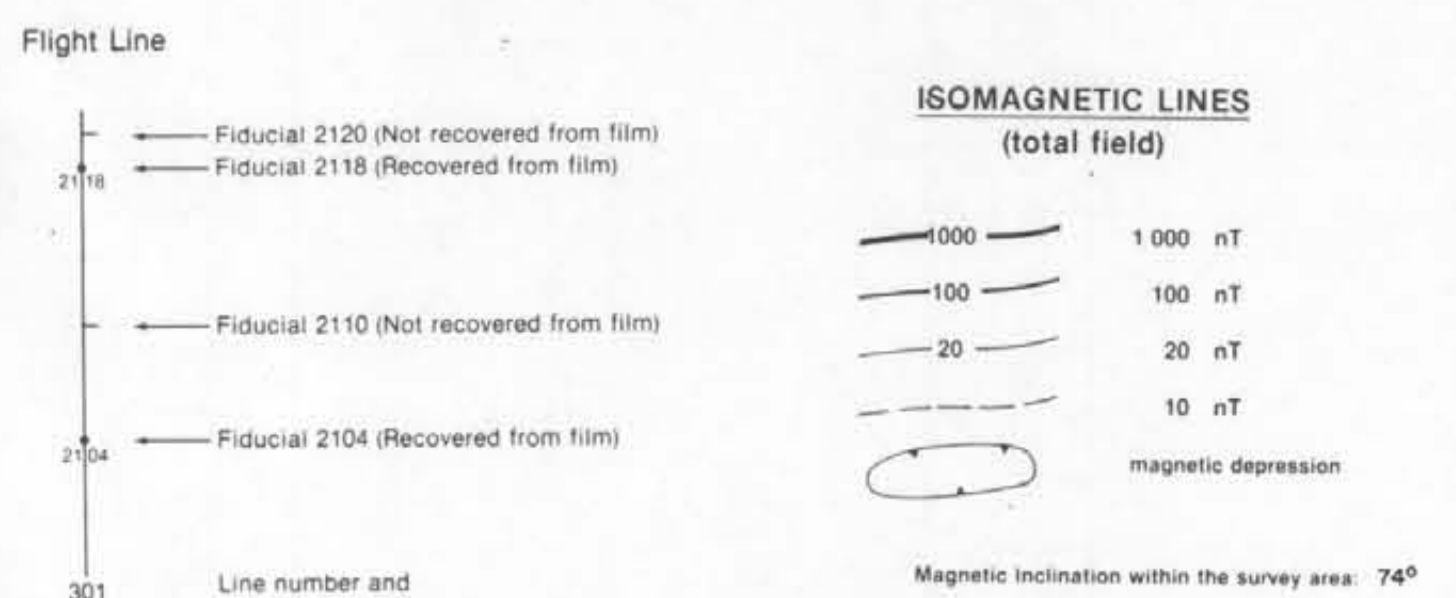 Flight Line
Fiducial 2120 (Not recovered from film)
Fiducial 2118 (Recovered from film)
2118
Fiducial 2110 (Not recovered from film)
Fiducial 2104 (Recovered from film)
2104
301 Line number and
ISOMAGNETIC LINES
(total field)
1000 1 000 nT
100 100 nT
20 20 nT
10 nT
magnetic depression
Magnetic Inclination within the survey area: 74°